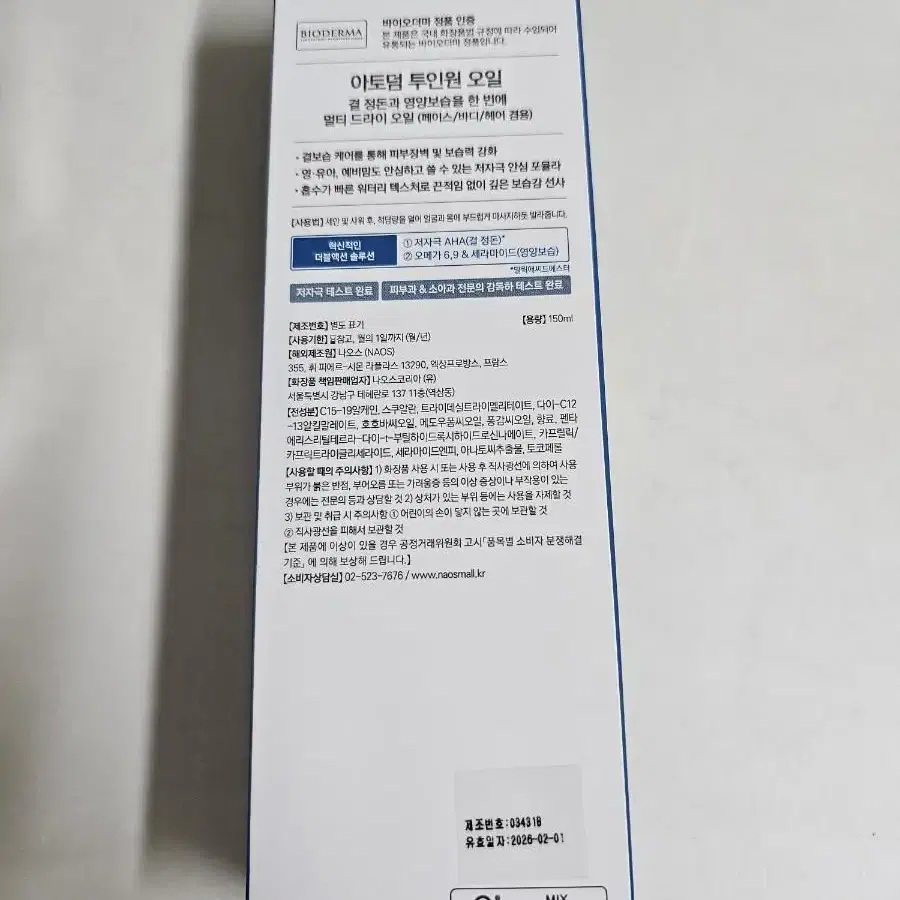 BIODERMA
바이오더마 정품 인증
본 제품은 국내 화장품법 규정에 따라 수입되어
유통되는 바이오더마 정품입니다.
아토덤 투인원 오일
결 정돈과 영양보습을 한 번에
멀티 드라이 오일 (페이스/바디/헤어 겸용)
· 결보습 케어를 통해 피부장벽 및 보습력 강화
· 영·유아, 예비맘도 안심하고 쓸 수 있는 저자극 안심 포뮬라
· 흡수가 빠른 워터리 텍스처로 끈적임 없이 깊은 보습감 선사
[사용법] 세안 및 샤워 후, 적당량을 덜어 얼굴과 몸에 부드럽게 마사지하듯 발라줍니다.
혁신적인
더블액션 솔루션
① 저자극 AHA(결 정돈)*
② 오메가 6,9 & 세라마이드(영양보습)
*말릭애씨드에스터
저자극 테스트 완료
피부과 & 소아과 전문의 감독하 테스트 완료
[제조번호] 별도 표기
[용량] 150ml
[사용기한] 밑참고, 월의 1일까지 (월/년)
[해외제조원] 나오스 (NAOS)
355, 휘 피에르-시몬 라플라스 13290, 엑상프로방스, 프랑스
[화장품 책임판매업자] 나오스코리아 (유)
서울특별시 강남구 테헤란로 137 11층(역삼동)
[전성분] C15-19알케인, 스쿠알란, 트라이데실트라이멜리테이트, 다이-C12
-13알킬말레이트, 호호바씨오일, 메도우폼씨오일, 풍감씨오일, 향료, 펜타
에리스리틸테트라-다이-t-부틸하이드록시하이드로신나메이트, 카프릴릭/
카프릭트라이글리세라이드, 세라마이드엔피, 아나토씨추출물, 토코페롤
[사용할 때의 주의사항] 1) 화장품 사용 시 또는 사용 후 직사광선에 의하여 사용
부위가 붉은 반점, 부어오름 또는 가려움증 등의 이상 증상이나 부작용이 있는
경우에는 전문의 등과 상담할 것 2) 상처가 있는 부위 등에는 사용을 자제할 것
3) 보관 및 취급 시 주의사항 ① 어린이의 손이 닿지 않는 곳에 보관할 것
② 직사광선을 피해서 보관할 것
[본 제품에 이상이 있을 경우 공정거래위원회 고시「품목별 소비자 분쟁해결
기준」에 의해 보상해 드립니다.]
[소비자상담실] 02-523-7676 / www.naosmall.kr
제조번호:034318
유효일자:2026-02-01
MIX